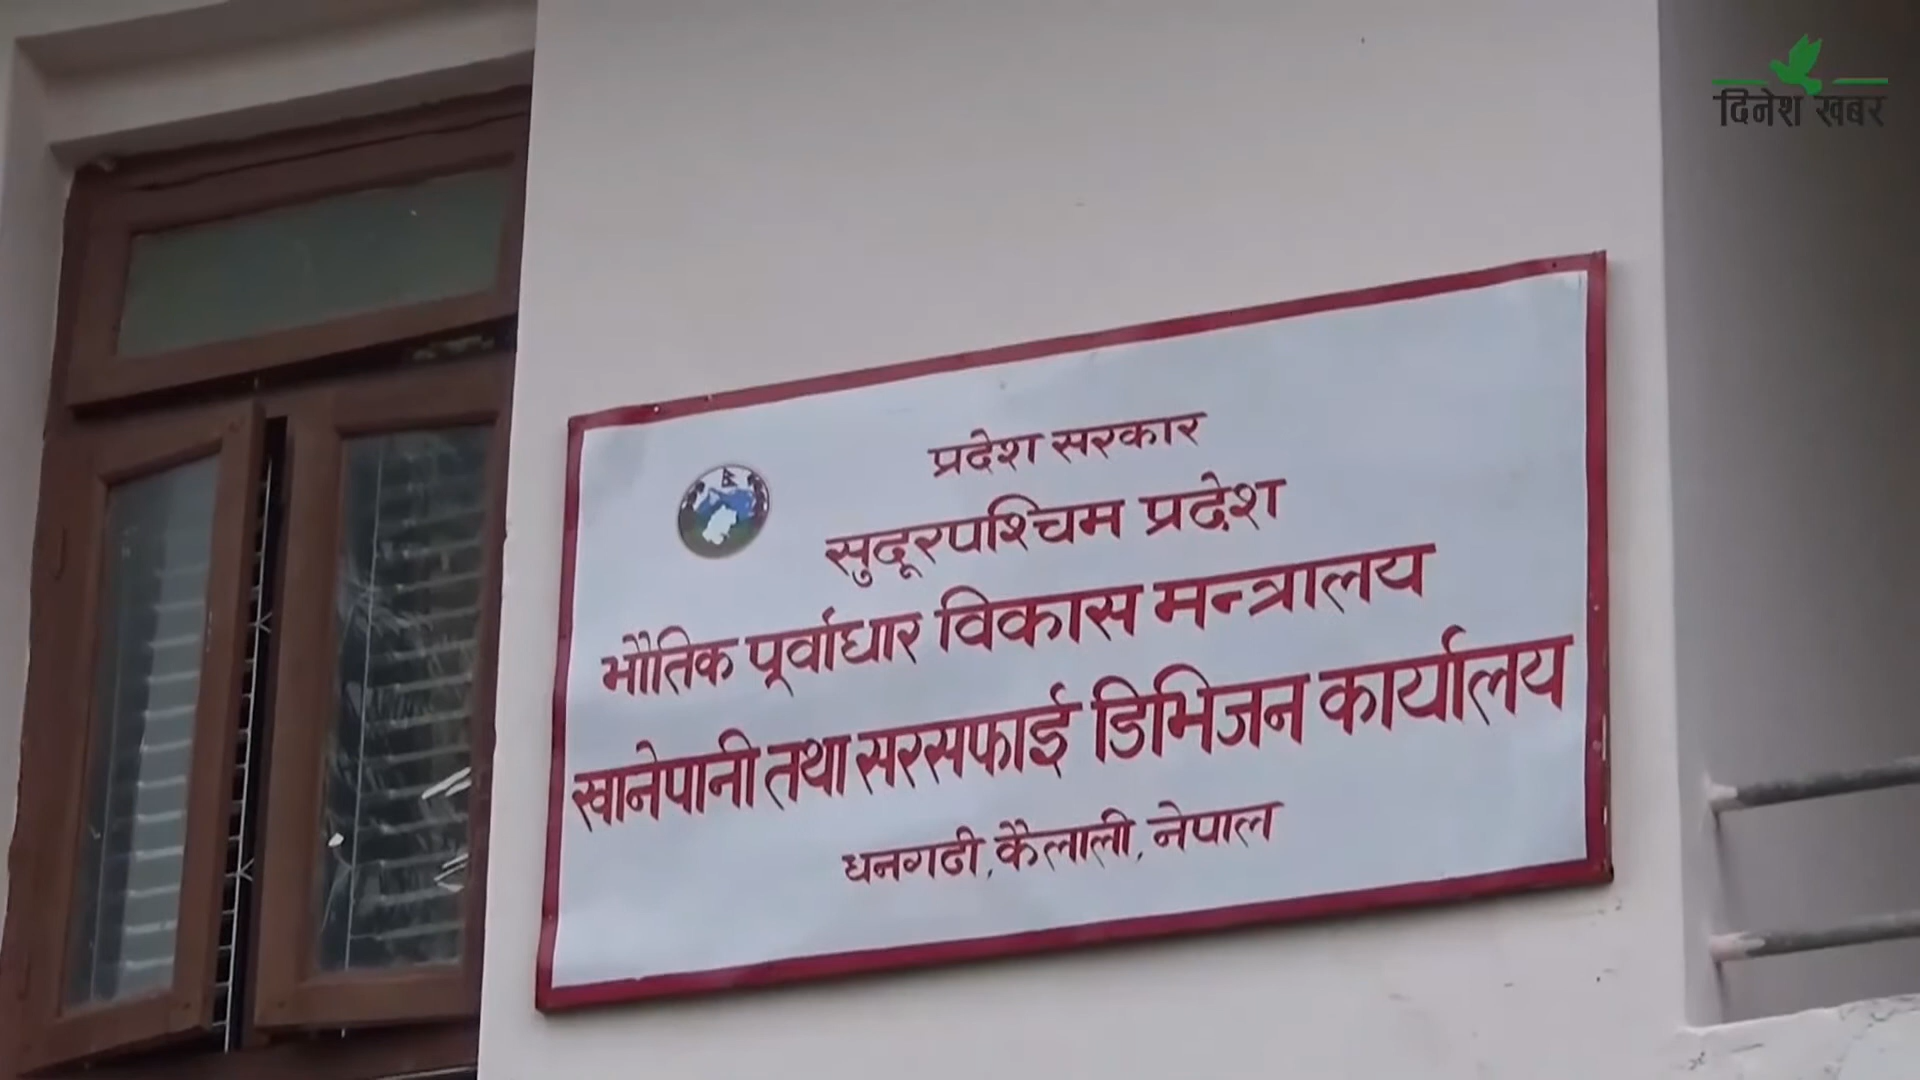 दिनेश खबर
प्रदेश सरकार
सुदूरपश्चिम प्रदेश
भौतिक पूर्वाधार विकास मन्त्रालय
खानेपानी तथा सरसफाई डिभिजन कार्यालय
धनगढी, कैलाली, नेपाल